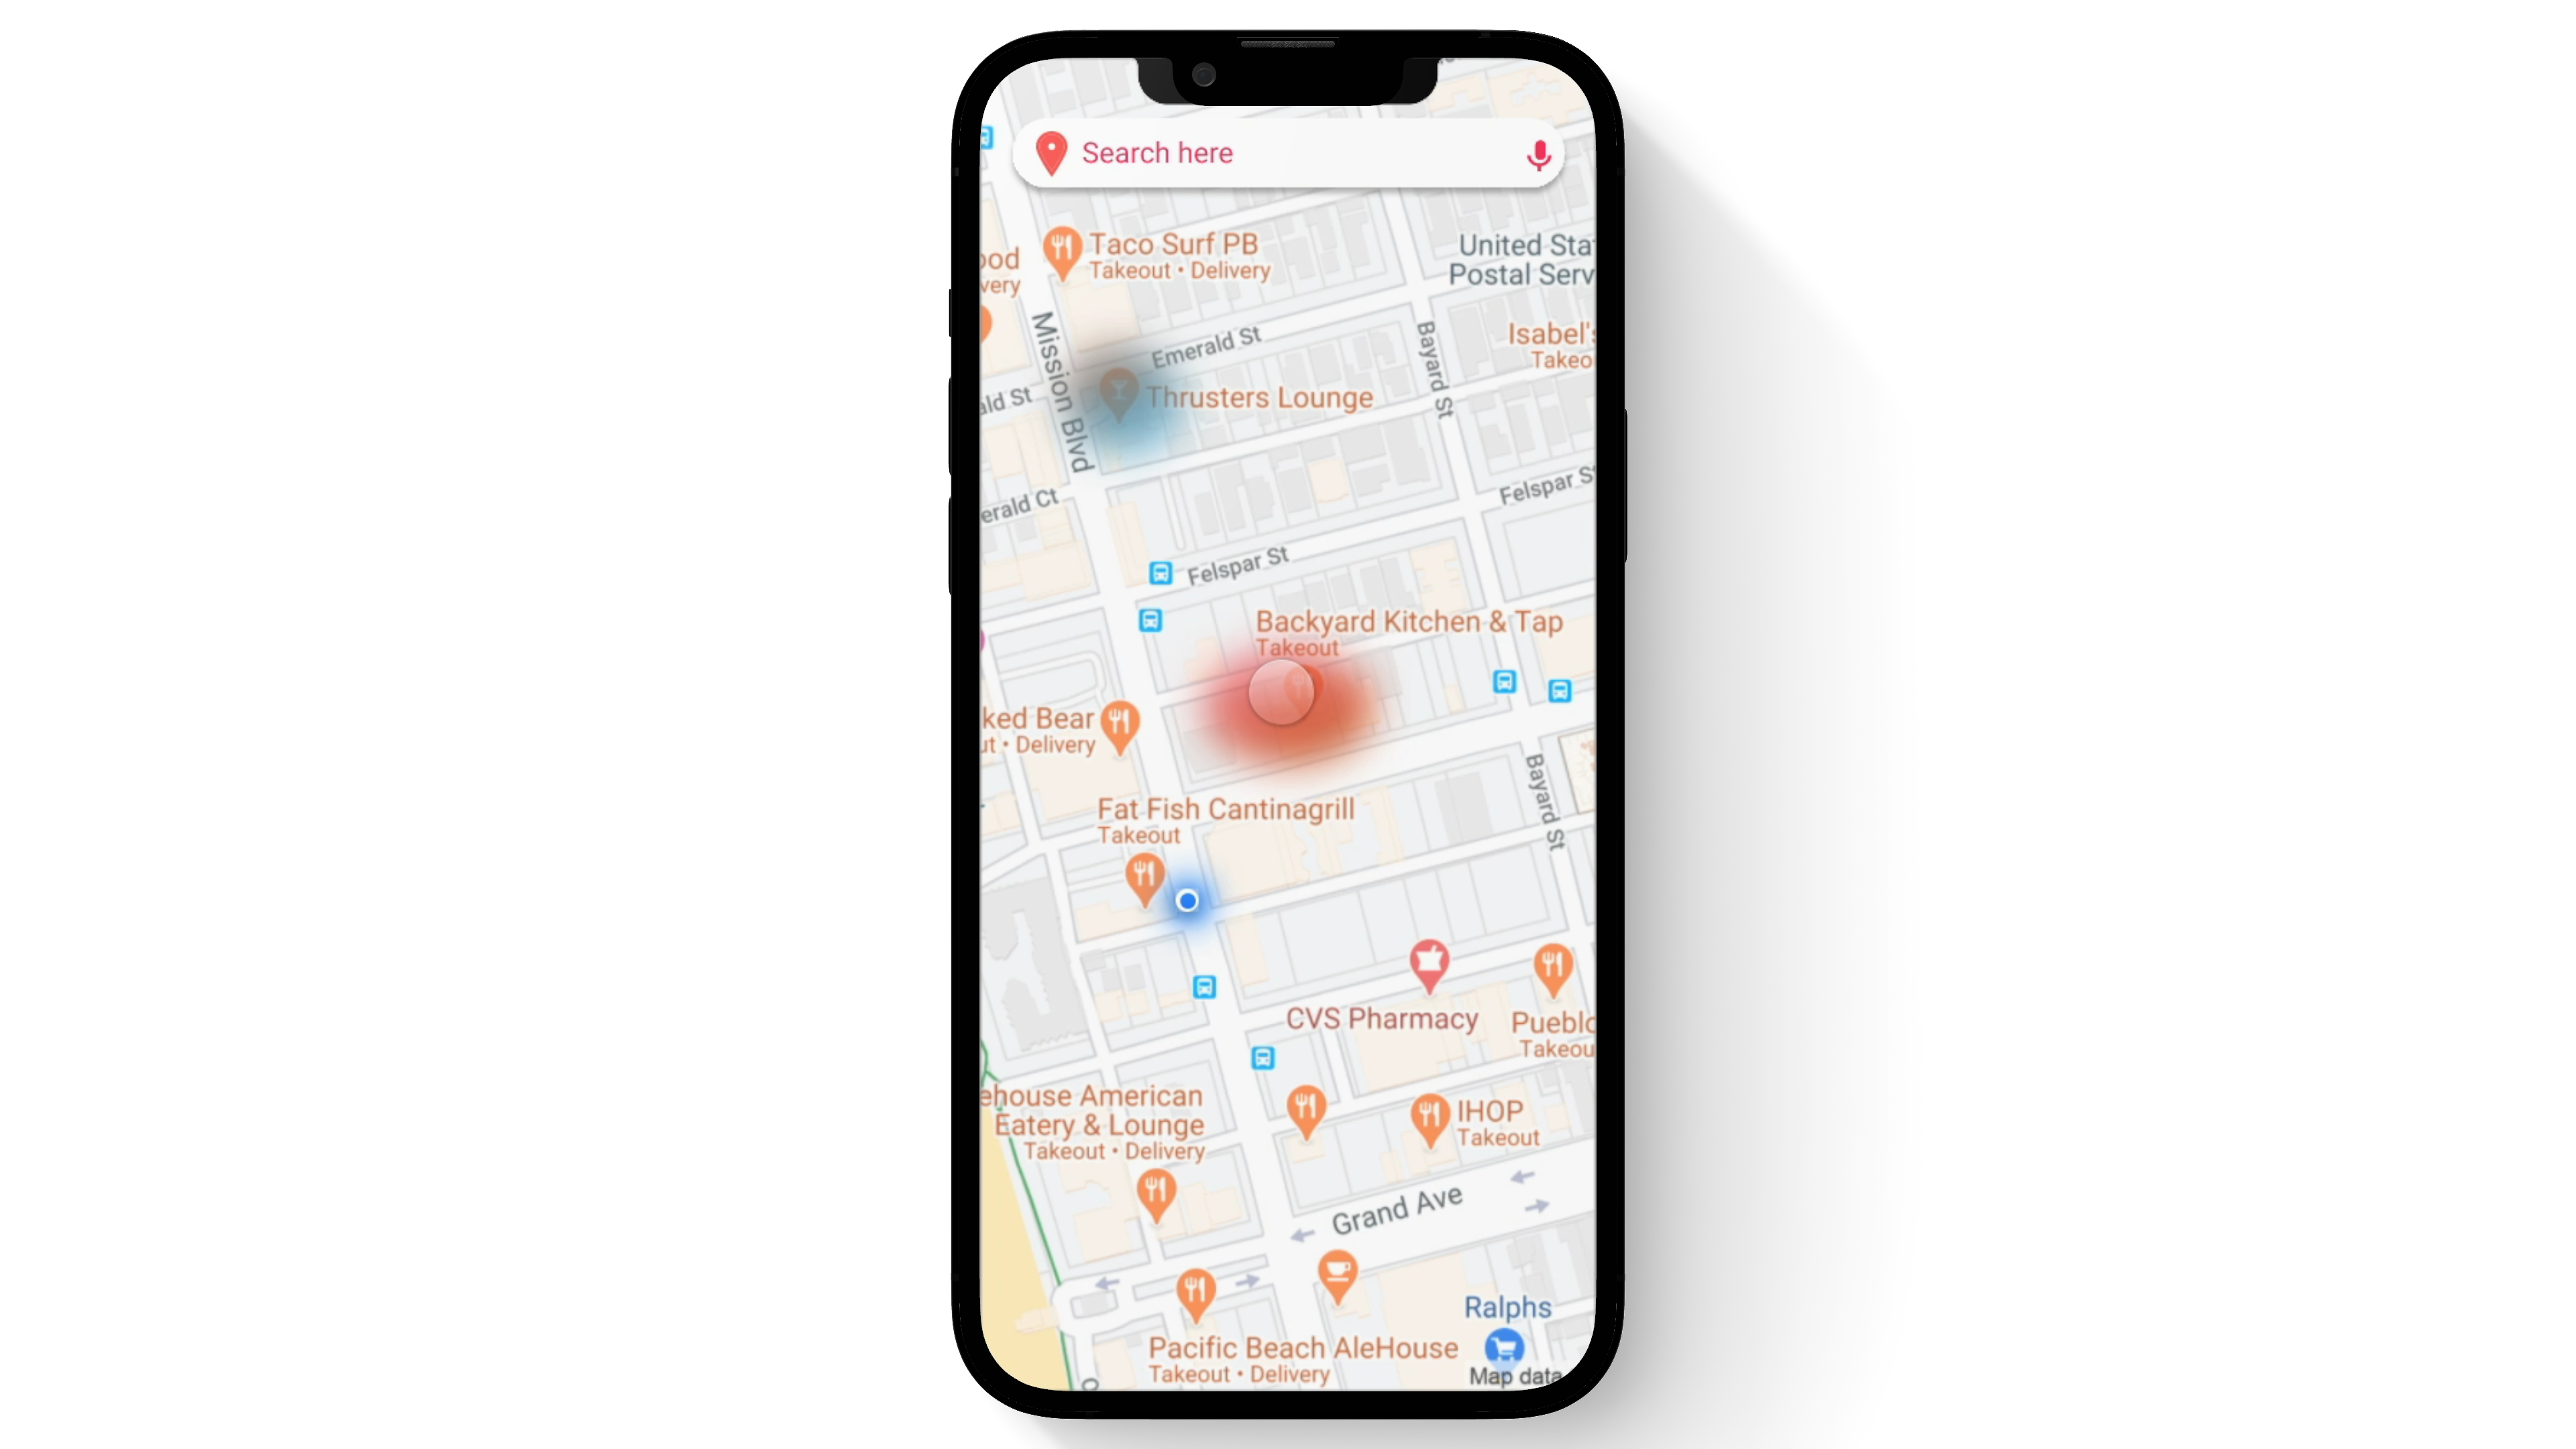 Search here
Taco Surf PB
Takeout • Delivery
ood
very
United Sta
Postal Serv
Isabel's
Takeo
Mission Blvd
Emerald St
Bayard St
Thrusters Lounge
ald St
erald Ct
Felspar S
Felspar St
Backyard Kitchen & Tap
Takeout
ked Bear
ut • Delivery
Bayard St
Fat Fish Cantinagrill
Takeout
CVS Pharmacy
Pueblo
Takeou
ehouse American
Eatery & Lounge
Takeout • Delivery
IHOP
Takeout
Grand Ave
Ralphs
Pacific Beach AleHouse
Takeout • Delivery
Map data